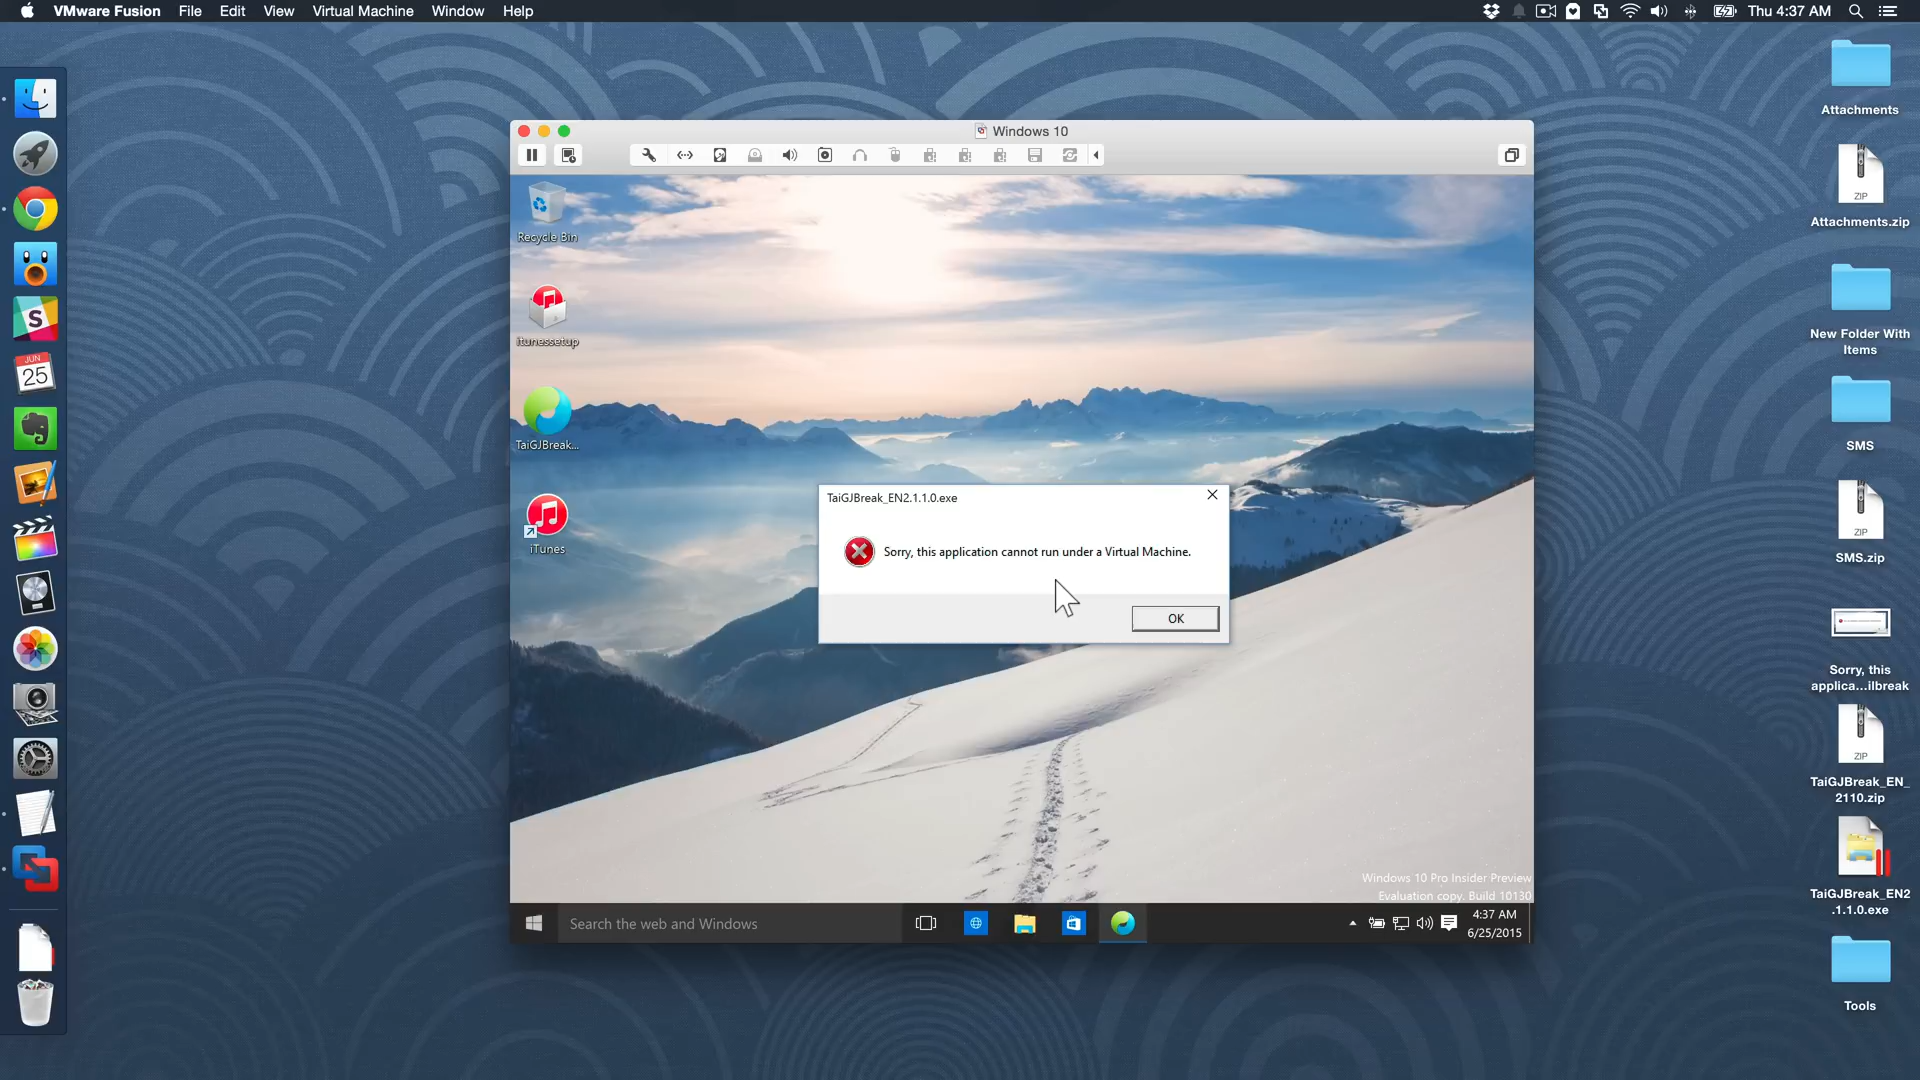 VMware Fusion File Edit View Virtual Machine Window Help
Thu 4:37 AM
Windows 10
Recycle Bin
itunessetup
TaiGJBreak...
iTunes
TaiGJBreak_EN2.1.1.0.exe
Sorry, this application cannot run under a Virtual Machine.
OK
Windows 10 Pro Insider Preview
Evaluation copy. Build 10130
Search the web and Windows
4:37 AM
6/25/2015
JUN
25
S
Attachments
ZIP
Attachments.zip
New Folder With
Items
SMS
ZIP
SMS.zip
Sorry, this
applica...ilbreak
ZIP
TaiGJBreak_EN_
2110.zip
TaiGJBreak_EN2
.1.1.0.exe
Tools